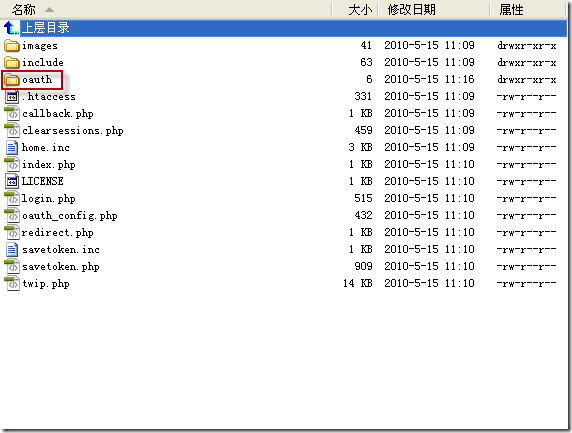 名称 大小 修改日期 属性
上层目录
images 41 2010-5-15 11:09 drwxr-xr-x
include 63 2010-5-15 11:09 drwxr-xr-x
oauth 6 2010-5-15 11:16 drwxr-xr-x
.htaccess 331 2010-5-15 11:09 -rw-r--r--
callback.php 1 KB 2010-5-15 11:09 -rw-r--r--
clearsessions.php 459 2010-5-15 11:09 -rw-r--r--
home.inc 3 KB 2010-5-15 11:09 -rw-r--r--
index.php 1 KB 2010-5-15 11:10 -rw-r--r--
LICENSE 1 KB 2010-5-15 11:10 -rw-r--r--
login.php 515 2010-5-15 11:10 -rw-r--r--
oauth_config.php 432 2010-5-15 11:10 -rw-r--r--
redirect.php 1 KB 2010-5-15 11:10 -rw-r--r--
savetoken.inc 1 KB 2010-5-15 11:10 -rw-r--r--
savetoken.php 909 2010-5-15 11:10 -rw-r--r--
twip.php 14 KB 2010-5-15 11:10 -rw-r--r--